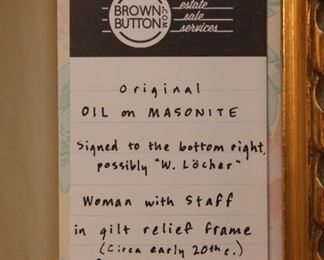 BROWN
BUTTON
.COM
estate
sale
services
Original
OIL on MASONITE
Signed to the bottom right,
possibly "W. Löcher"
Woman with Staff
in gilt relief frame
(Circa early 20th c.)